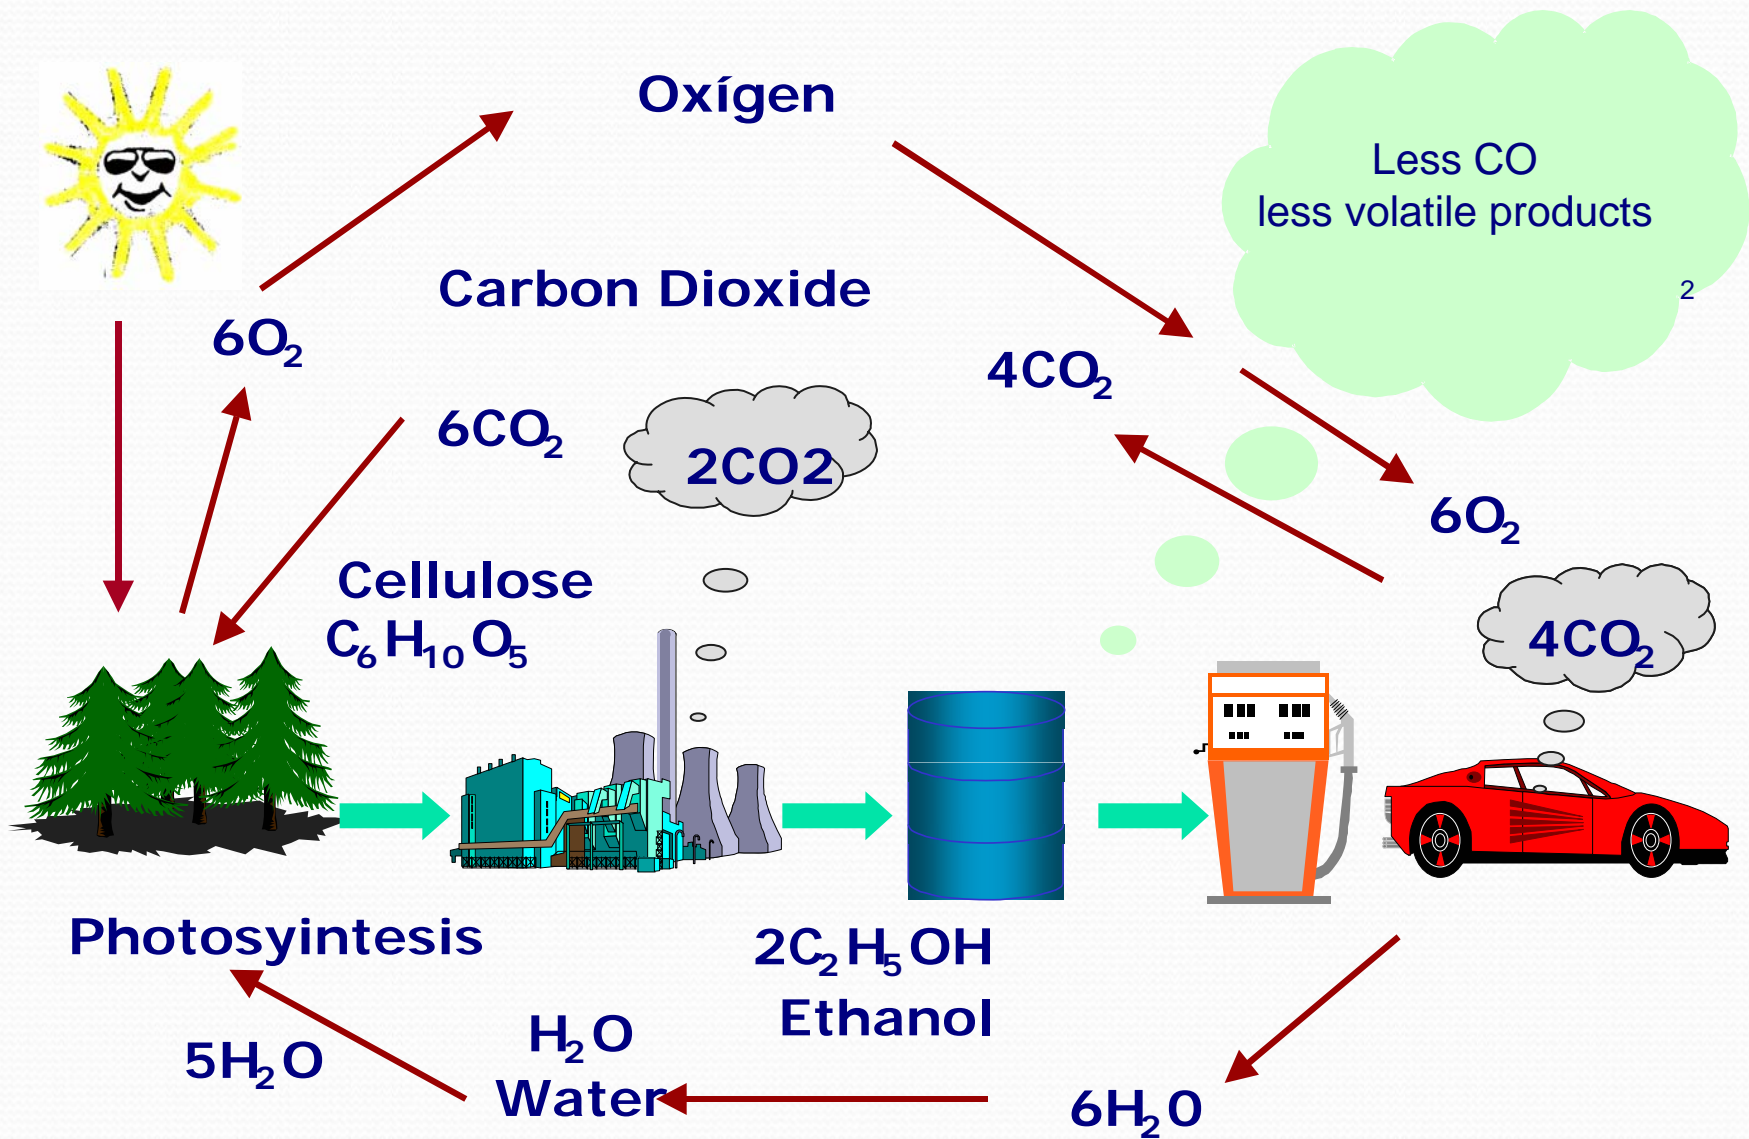 Oxígen
Less CO
less volatile products
2
Carbon Dioxide
6O₂
4CO₂
6CO₂
2CO2
6O₂
Cellulose
C₆H₁₀O₅
4CO₂
Photosyintesis
2C₂H₅OH
Ethanol
H₂O
5H₂O
Water
6H₂0